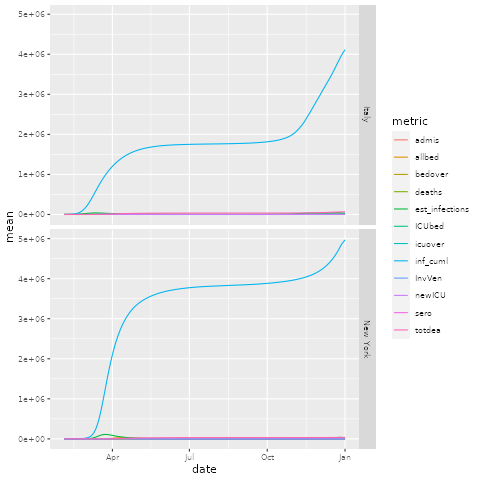 5e+06
4e+06
3e+06
2e+06
1e+06
0e+00
Italy
5e+06
4e+06
3e+06
2e+06
1e+06
0e+00
New York
mean
Apr
Jul
Oct
Jan
date
metric
admis
allbed
bedover
deaths
est_infections
ICUbed
icuover
inf_cuml
InvVen
newICU
sero
totdea